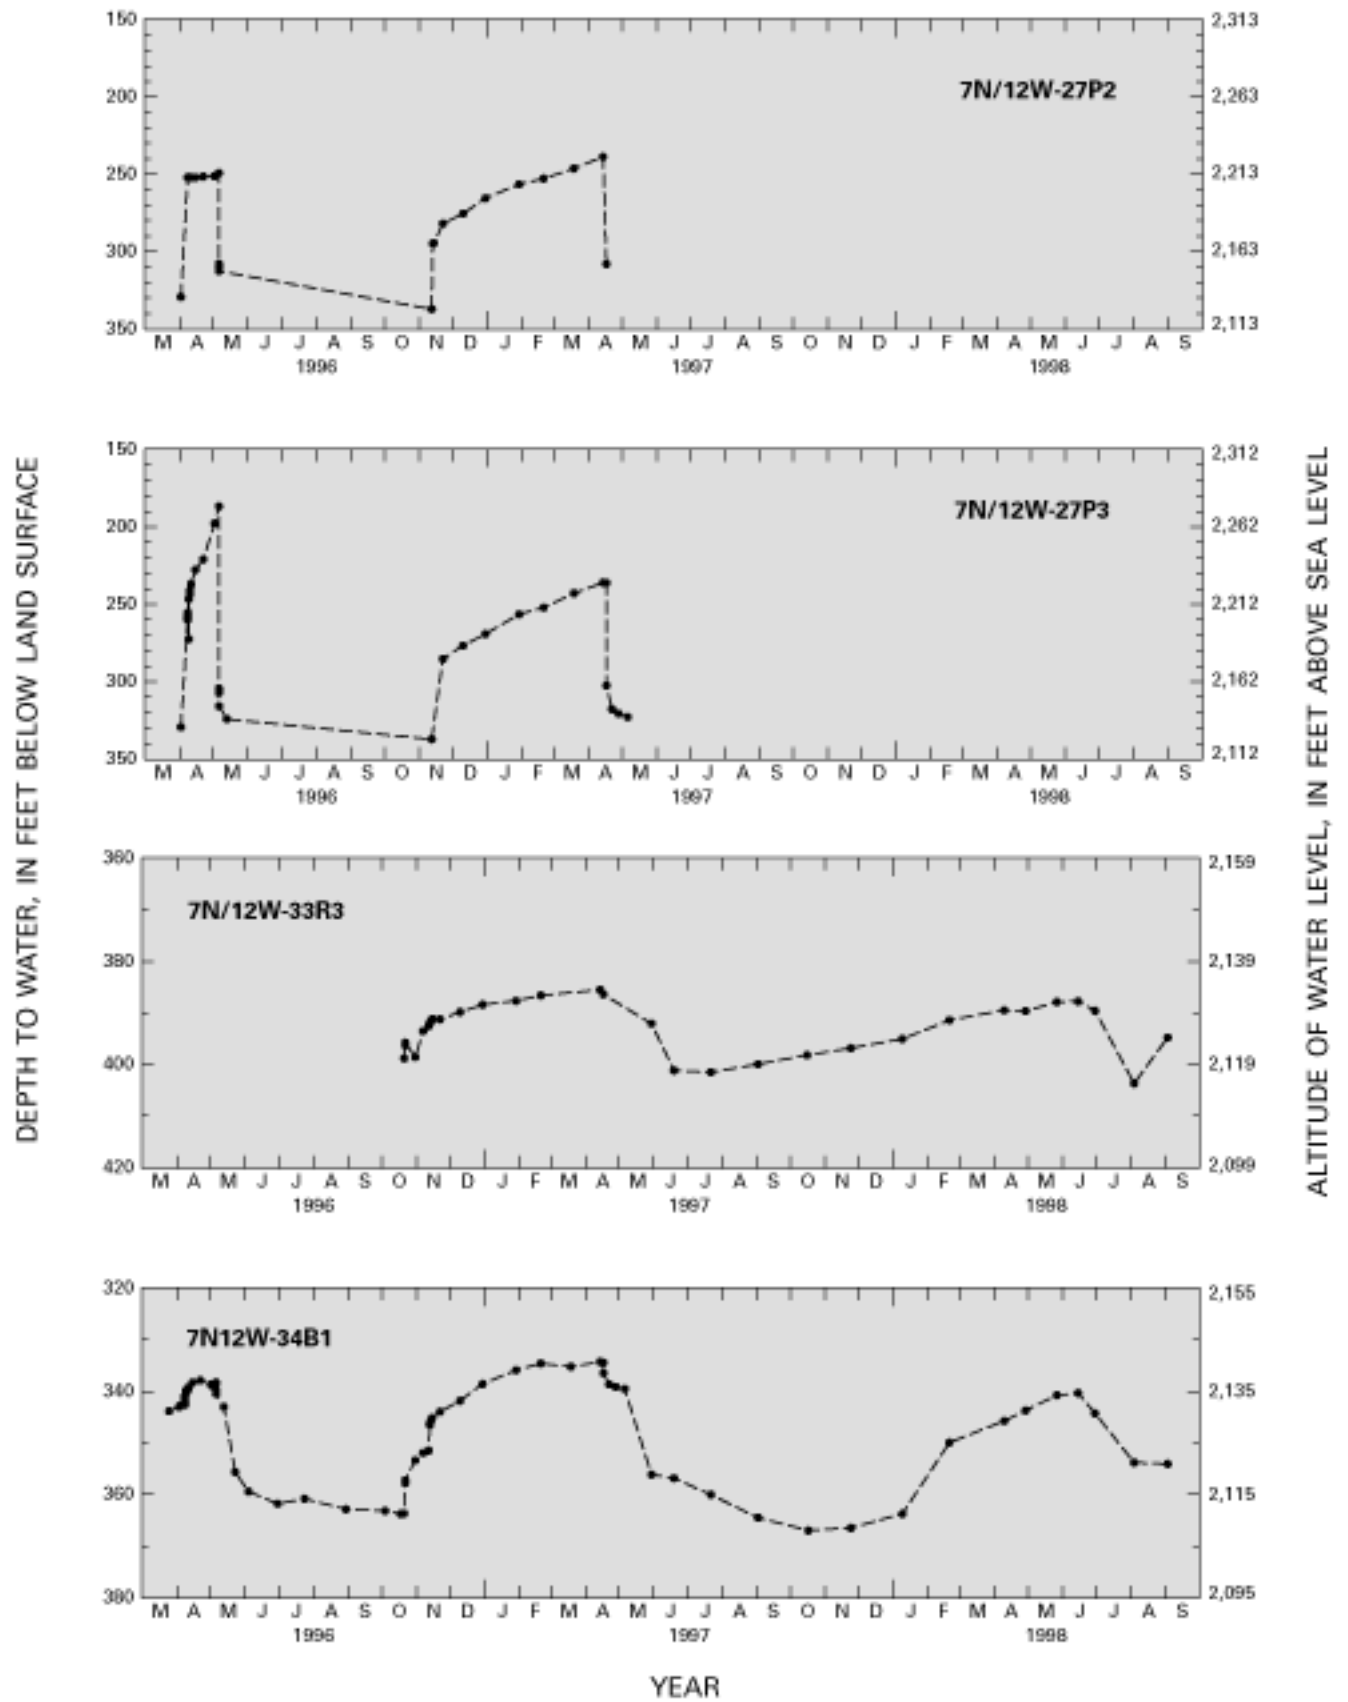 DEPTH TO WATER, IN FEET BELOW LAND SURFACE
ALTITUDE OF WATER LEVEL, IN FEET ABOVE SEA LEVEL
7N/12W-27P2
150 2,313
200 2,263
250 2,213
300 2,163
350 2,113
M A M J J A S O N D J F M A M J J A S O N D J F M A M J J A S
1996 1997 1998
7N/12W-27P3
150 2,312
200 2,262
250 2,212
300 2,162
350 2,112
M A M J J A S O N D J F M A M J J A S O N D J F M A M J J A S
1996 1997 1998
7N/12W-33R3
360 2,159
380 2,139
400 2,119
420 2,099
M A M J J A S O N D J F M A M J J A S O N D J F M A M J J A S
1996 1997 1998
7N12W-34B1
320 2,155
340 2,135
360 2,115
380 2,095
M A M J J A S O N D J F M A M J J A S O N D J F M A M J J A S
1996 1997 1998
YEAR